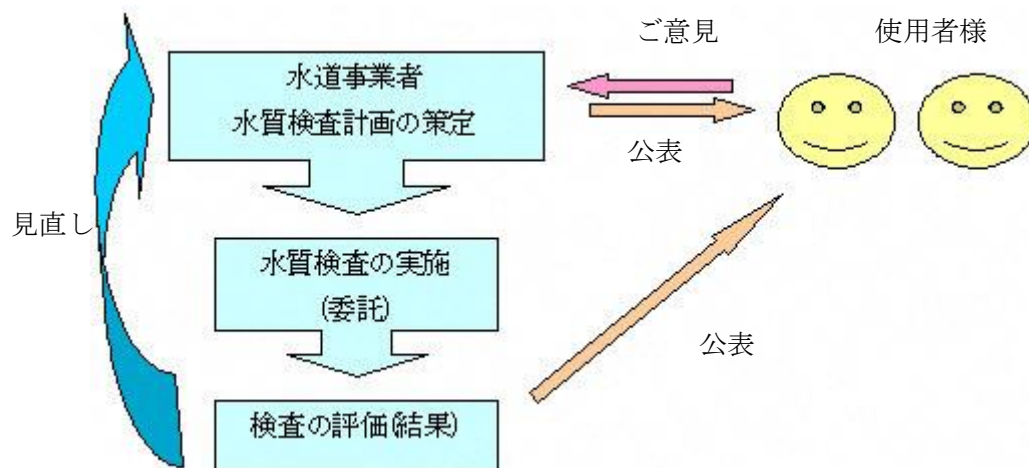 ご意見
使用者様
水道事業者
水質検査計画の策定
公表
見直し
水質検査の実施
(委託)
公表
検査の評価(結果)